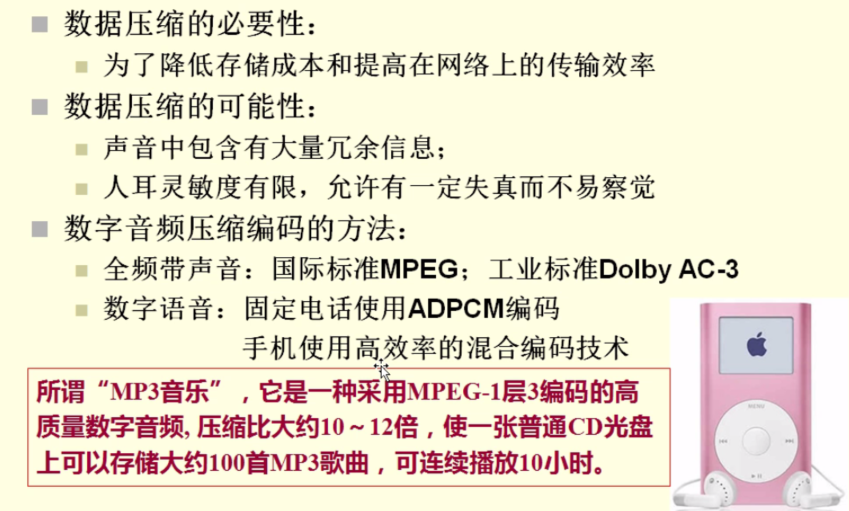 数据压缩的必要性：
为了降低存储成本和提高在网络上的传输效率
数据压缩的可能性：
声音中包含有大量冗余信息；
人耳灵敏度有限，允许有一定失真而不易察觉
数字音频压缩编码的方法：
全频带声音：国际标准MPEG；工业标准Dolby AC-3
数字语音：固定电话使用ADPCM编码
手机使用高效率的混合编码技术
所谓“MP3音乐”，它是一种采用MPEG-1层3编码的高
质量数字音频, 压缩比大约10～12倍，使一张普通CD光盘
上可以存储大约100首MP3歌曲，可连续播放10小时。
MENU